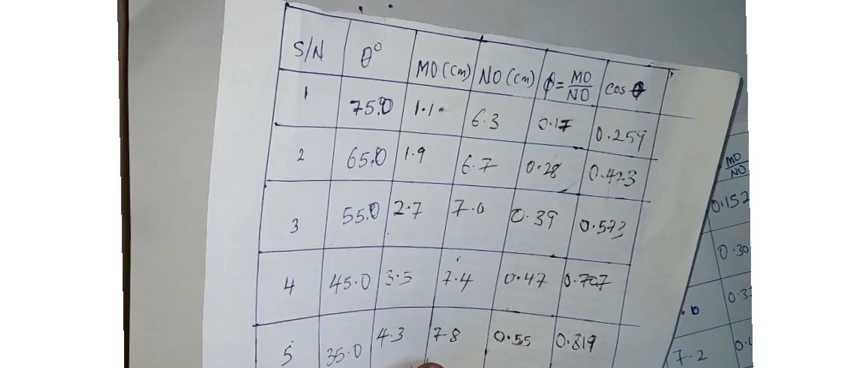 S/N θ° MO (cm) NO (cm) ϕ = MO/NO cos θ
1 75.0 1.1 6.3 0.17 0.259
2 65.0 1.9 6.7 0.28 0.423
3 55.0 2.7 7.0 0.39 0.573
4 45.0 3.5 7.4 0.47 0.707
5 35.0 4.3 7.8 0.55 0.819
MO/NO
0.152
0.30
7.2